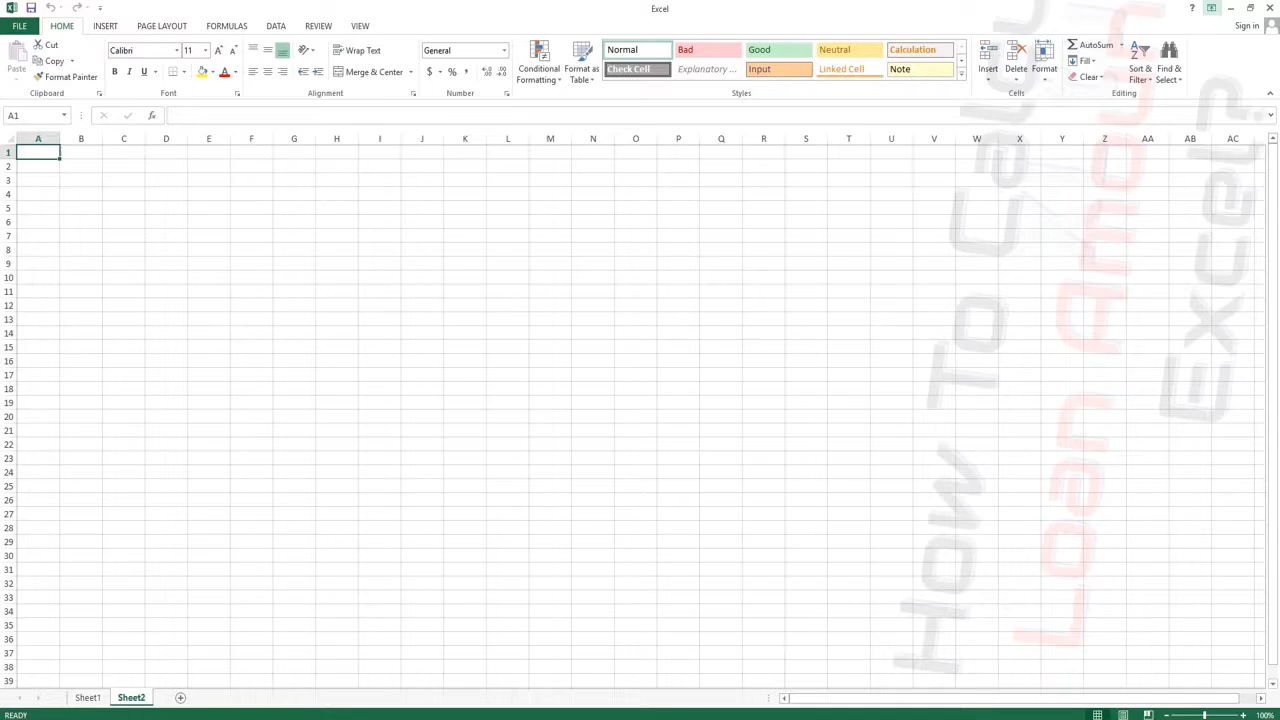 Excel
Sign in
FILE HOME INSERT PAGE LAYOUT FORMULAS DATA REVIEW VIEW
Paste
Cut
Copy
Format Painter
Clipboard
Calibri 11
B I U
Font
Wrap Text
Merge & Center
Alignment
General
$ % ,
Number
Conditional
Formatting
Format as
Table
Normal Bad Good Neutral Calculation
Check Cell Explanatory ... Input Linked Cell Note
Styles
Insert Delete Format
Cells
AutoSum
Fill
Clear
Sort &
Filter
Find &
Select
Editing
A1
fx
A B C D E F G H I J K L M N O P Q R S T U V W X Y Z AA AB AC
1
2
3
4
5
6
7
8
9
10
11
12
13
14
15
16
17
18
19
20
21
22
23
24
25
26
27
28
29
30
31
32
33
34
35
36
37
38
39
How To
Loan
Excel?
Sheet1 Sheet2
READY
100%